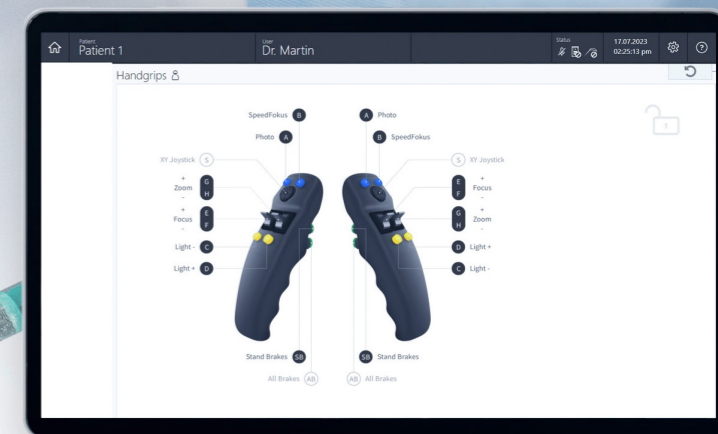 Patient
Patient 1
User
Dr. Martin
Status
17.07.2023
02:25:13 pm
?
Handgrips
SpeedFokus B
Photo A
XY Joystick S
+
Zoom
-
G
H
+
Focus
-
E
F
Light - C
Light + D
Stand Brakes SB
All Brakes AB
A Photo
B SpeedFokus
S XY Joystick
E
F
+
Focus
-
G
H
+
Zoom
-
D Light +
C Light -
SB Stand Brakes
AB All Brakes